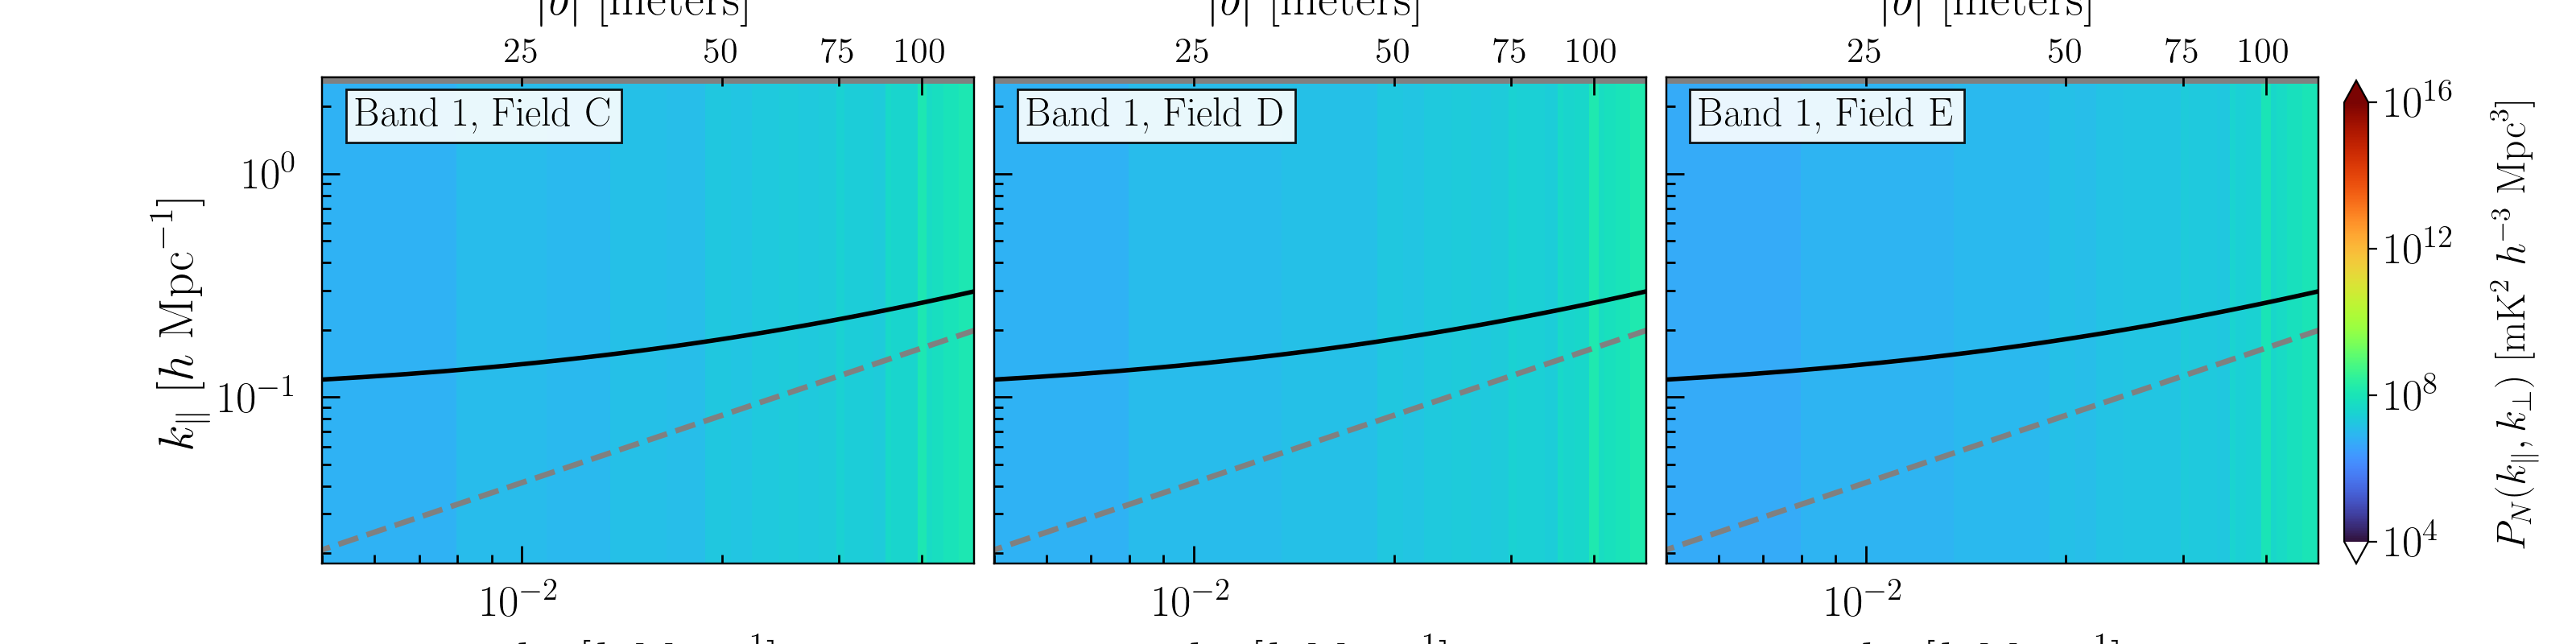 |b| [meters] |b| [meters] |b| [meters]
25 50 75 100 25 50 75 100 25 50 75 100
Band 1, Field C Band 1, Field D Band 1, Field E
10^0
10^{-1}
k_∥ [h Mpc^{-1}]
10^{-2} 10^{-2} 10^{-2}
10^{16}
10^{12}
10^8
10^4
P_N(k_∥, k_⊥) [mK^2 h^{-3} Mpc^3]